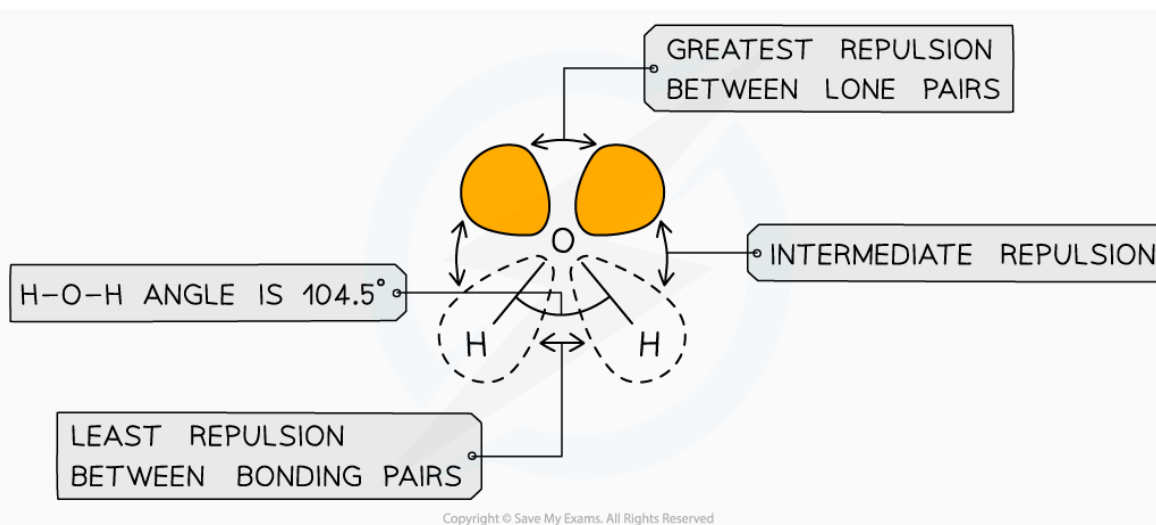 GREATEST REPULSION
BETWEEN LONE PAIRS
O
INTERMEDIATE REPULSION
H-O-H ANGLE IS 104.5°
H H
LEAST REPULSION
BETWEEN BONDING PAIRS
Copyright © Save My Exams. All Rights Reserved